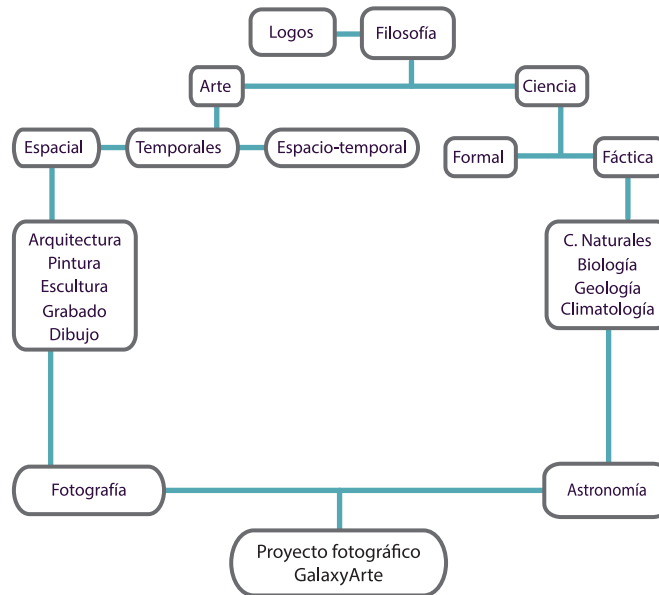 Logos
Filosofía
Arte
Ciencia
Espacial
Temporales
Espacio-temporal
Formal
Fáctica
Arquitectura
Pintura
Escultura
Grabado
Dibujo
C. Naturales
Biología
Geología
Climatología
Fotografía
Astronomía
Proyecto fotográfico
GalaxyArte